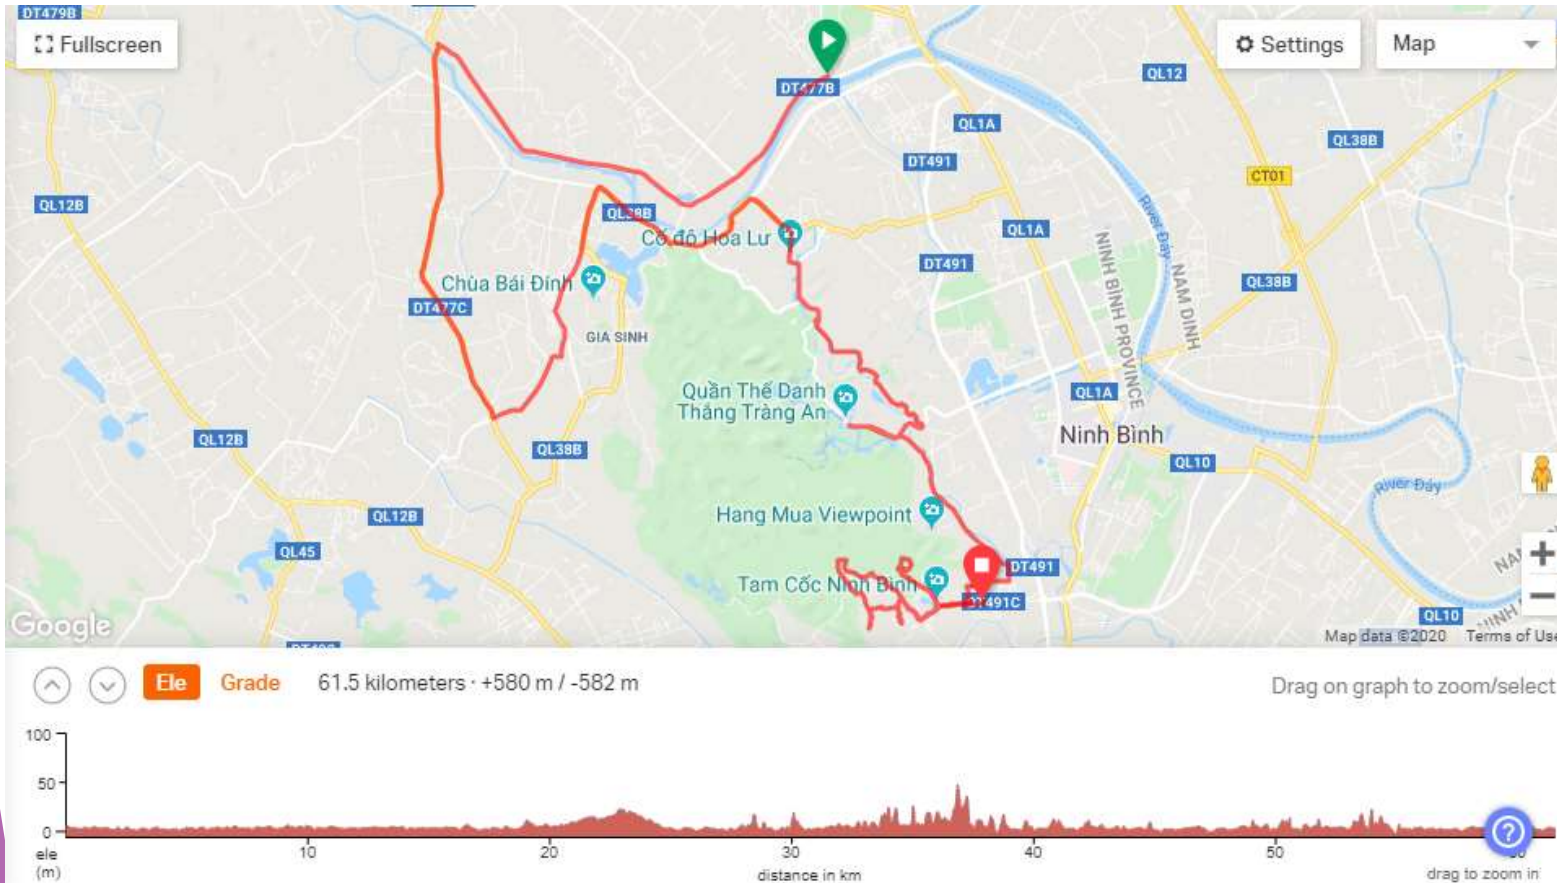 DT479B
Fullscreen
DT477B
Settings
Map
QL12
QL1A
QL38B
DT491
CT01
QL12B
QL38B
River Đáy
QL1A
Cố đô Hoa Lư
DT491
NINH BÌNH PROVINCE
NAM DINH
QL38B
Chùa Bái Đính
DT477C
GIA SINH
Quần Thể Danh
Thắng Tràng An
QL1A
Ninh Bình
QL12B
QL38B
QL10
River Đáy
Hang Mua Viewpoint
QL12B
QL45
Tam Cốc Ninh Bình
DT491
DT491C
QL10
Google
Map data ©2020
Terms of Use
Ele
Grade
61.5 kilometers · +580 m / -582 m
Drag on graph to zoom/select
100
50
0
ele
(m)
10
20
30
40
50
distance in km
drag to zoom in